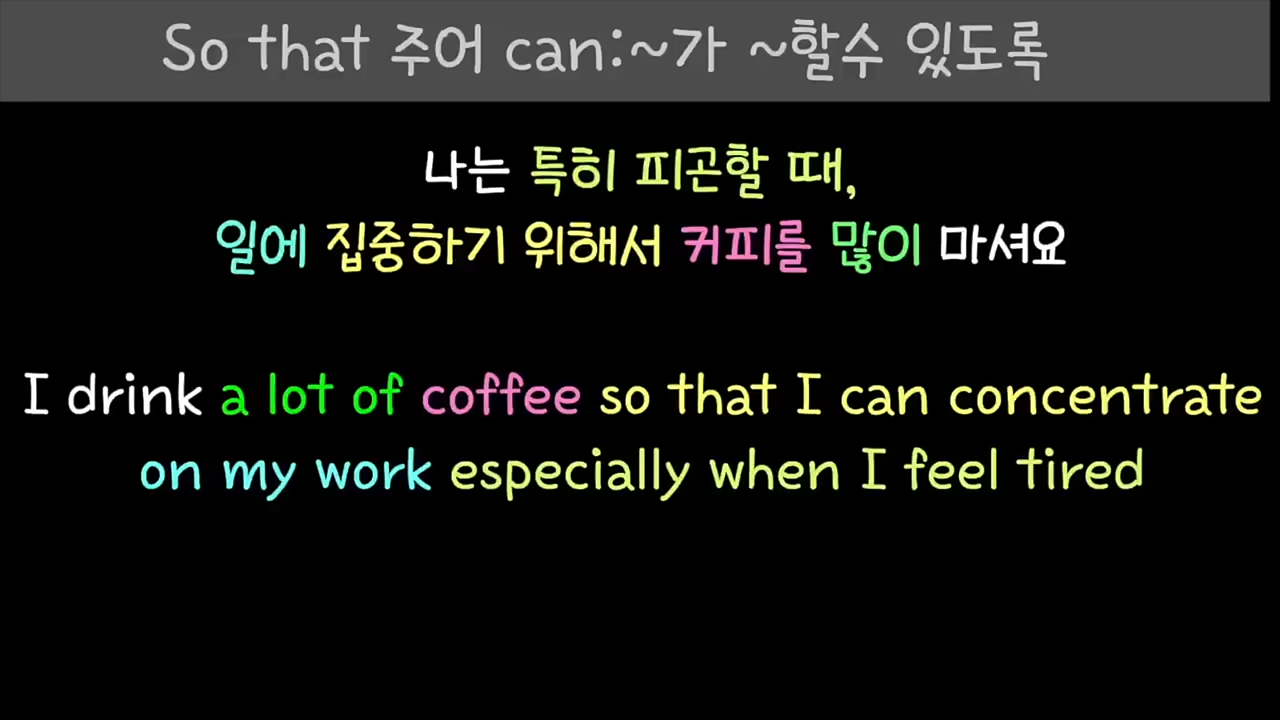 So that 주어 can:~가 ~할수 있도록
나는 특히 피곤할 때,
일에 집중하기 위해서 커피를 많이 마셔요
I drink a lot of coffee so that I can concentrate
on my work especially when I feel tired